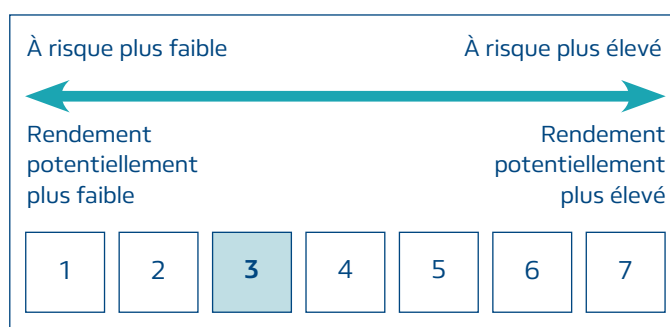 À risque plus faible À risque plus élevé
Rendement
potentiellement
plus faible
Rendement
potentiellement
plus élevé
1 2 3 4 5 6 7